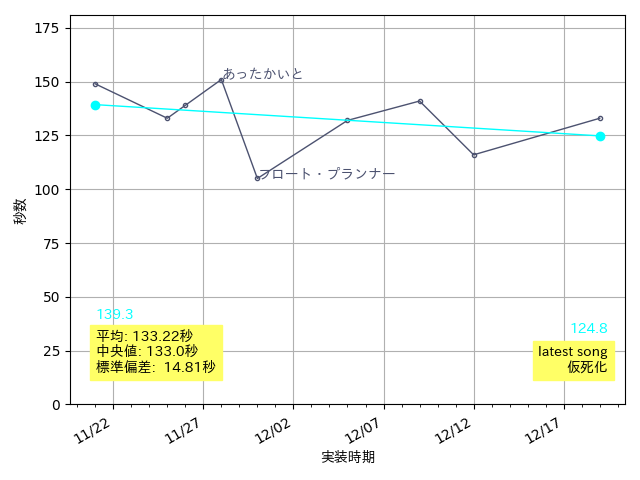 175
150
125
100
75
50
25
0
秒数
あったかいと
フロート・プランナー
139.3
平均: 133.22秒
中央値: 133.0秒
標準偏差: 14.81秒
124.8
latest song
仮死化
11/22
11/27
12/02
12/07
12/12
12/17
実装時期